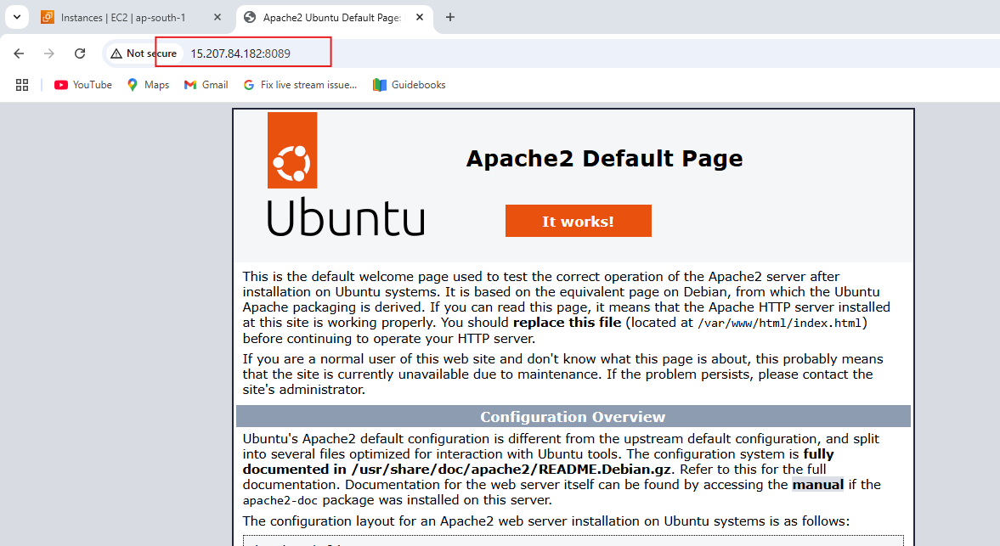 Instances | EC2 | ap-south-1
Apache2 Ubuntu Default Page:
Not secure
15.207.84.182:8089
YouTube
Maps
Gmail
Fix live stream issue...
Guidebooks
Ubuntu
Apache2 Default Page
It works!
This is the default welcome page used to test the correct operation of the Apache2 server after
installation on Ubuntu systems. It is based on the equivalent page on Debian, from which the Ubuntu
Apache packaging is derived. If you can read this page, it means that the Apache HTTP server installed
at this site is working properly. You should replace this file (located at /var/www/html/index.html)
before continuing to operate your HTTP server.
If you are a normal user of this web site and don't know what this page is about, this probably means
that the site is currently unavailable due to maintenance. If the problem persists, please contact the
site's administrator.
Configuration Overview
Ubuntu's Apache2 default configuration is different from the upstream default configuration, and split
into several files optimized for interaction with Ubuntu tools. The configuration system is fully
documented in /usr/share/doc/apache2/README.Debian.gz. Refer to this for the full
documentation. Documentation for the web server itself can be found by accessing the manual if the
apache2-doc package was installed on this server.
The configuration layout for an Apache2 web server installation on Ubuntu systems is as follows: